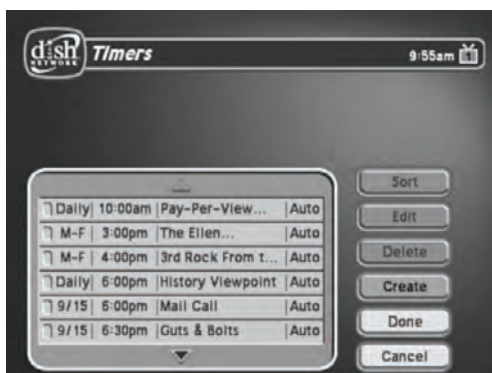 dish
NETWORK
Timers
9:55am
Daily 10:00am Pay-Per-View... Auto
M-F 3:00pm The Ellen... Auto
M-F 4:00pm 3rd Rock From t... Auto
Daily 6:00pm History Viewpoint Auto
9/15 6:00pm Mail Call Auto
9/15 6:30pm Guts & Bolts Auto
Sort
Edit
Delete
Create
Done
Cancel